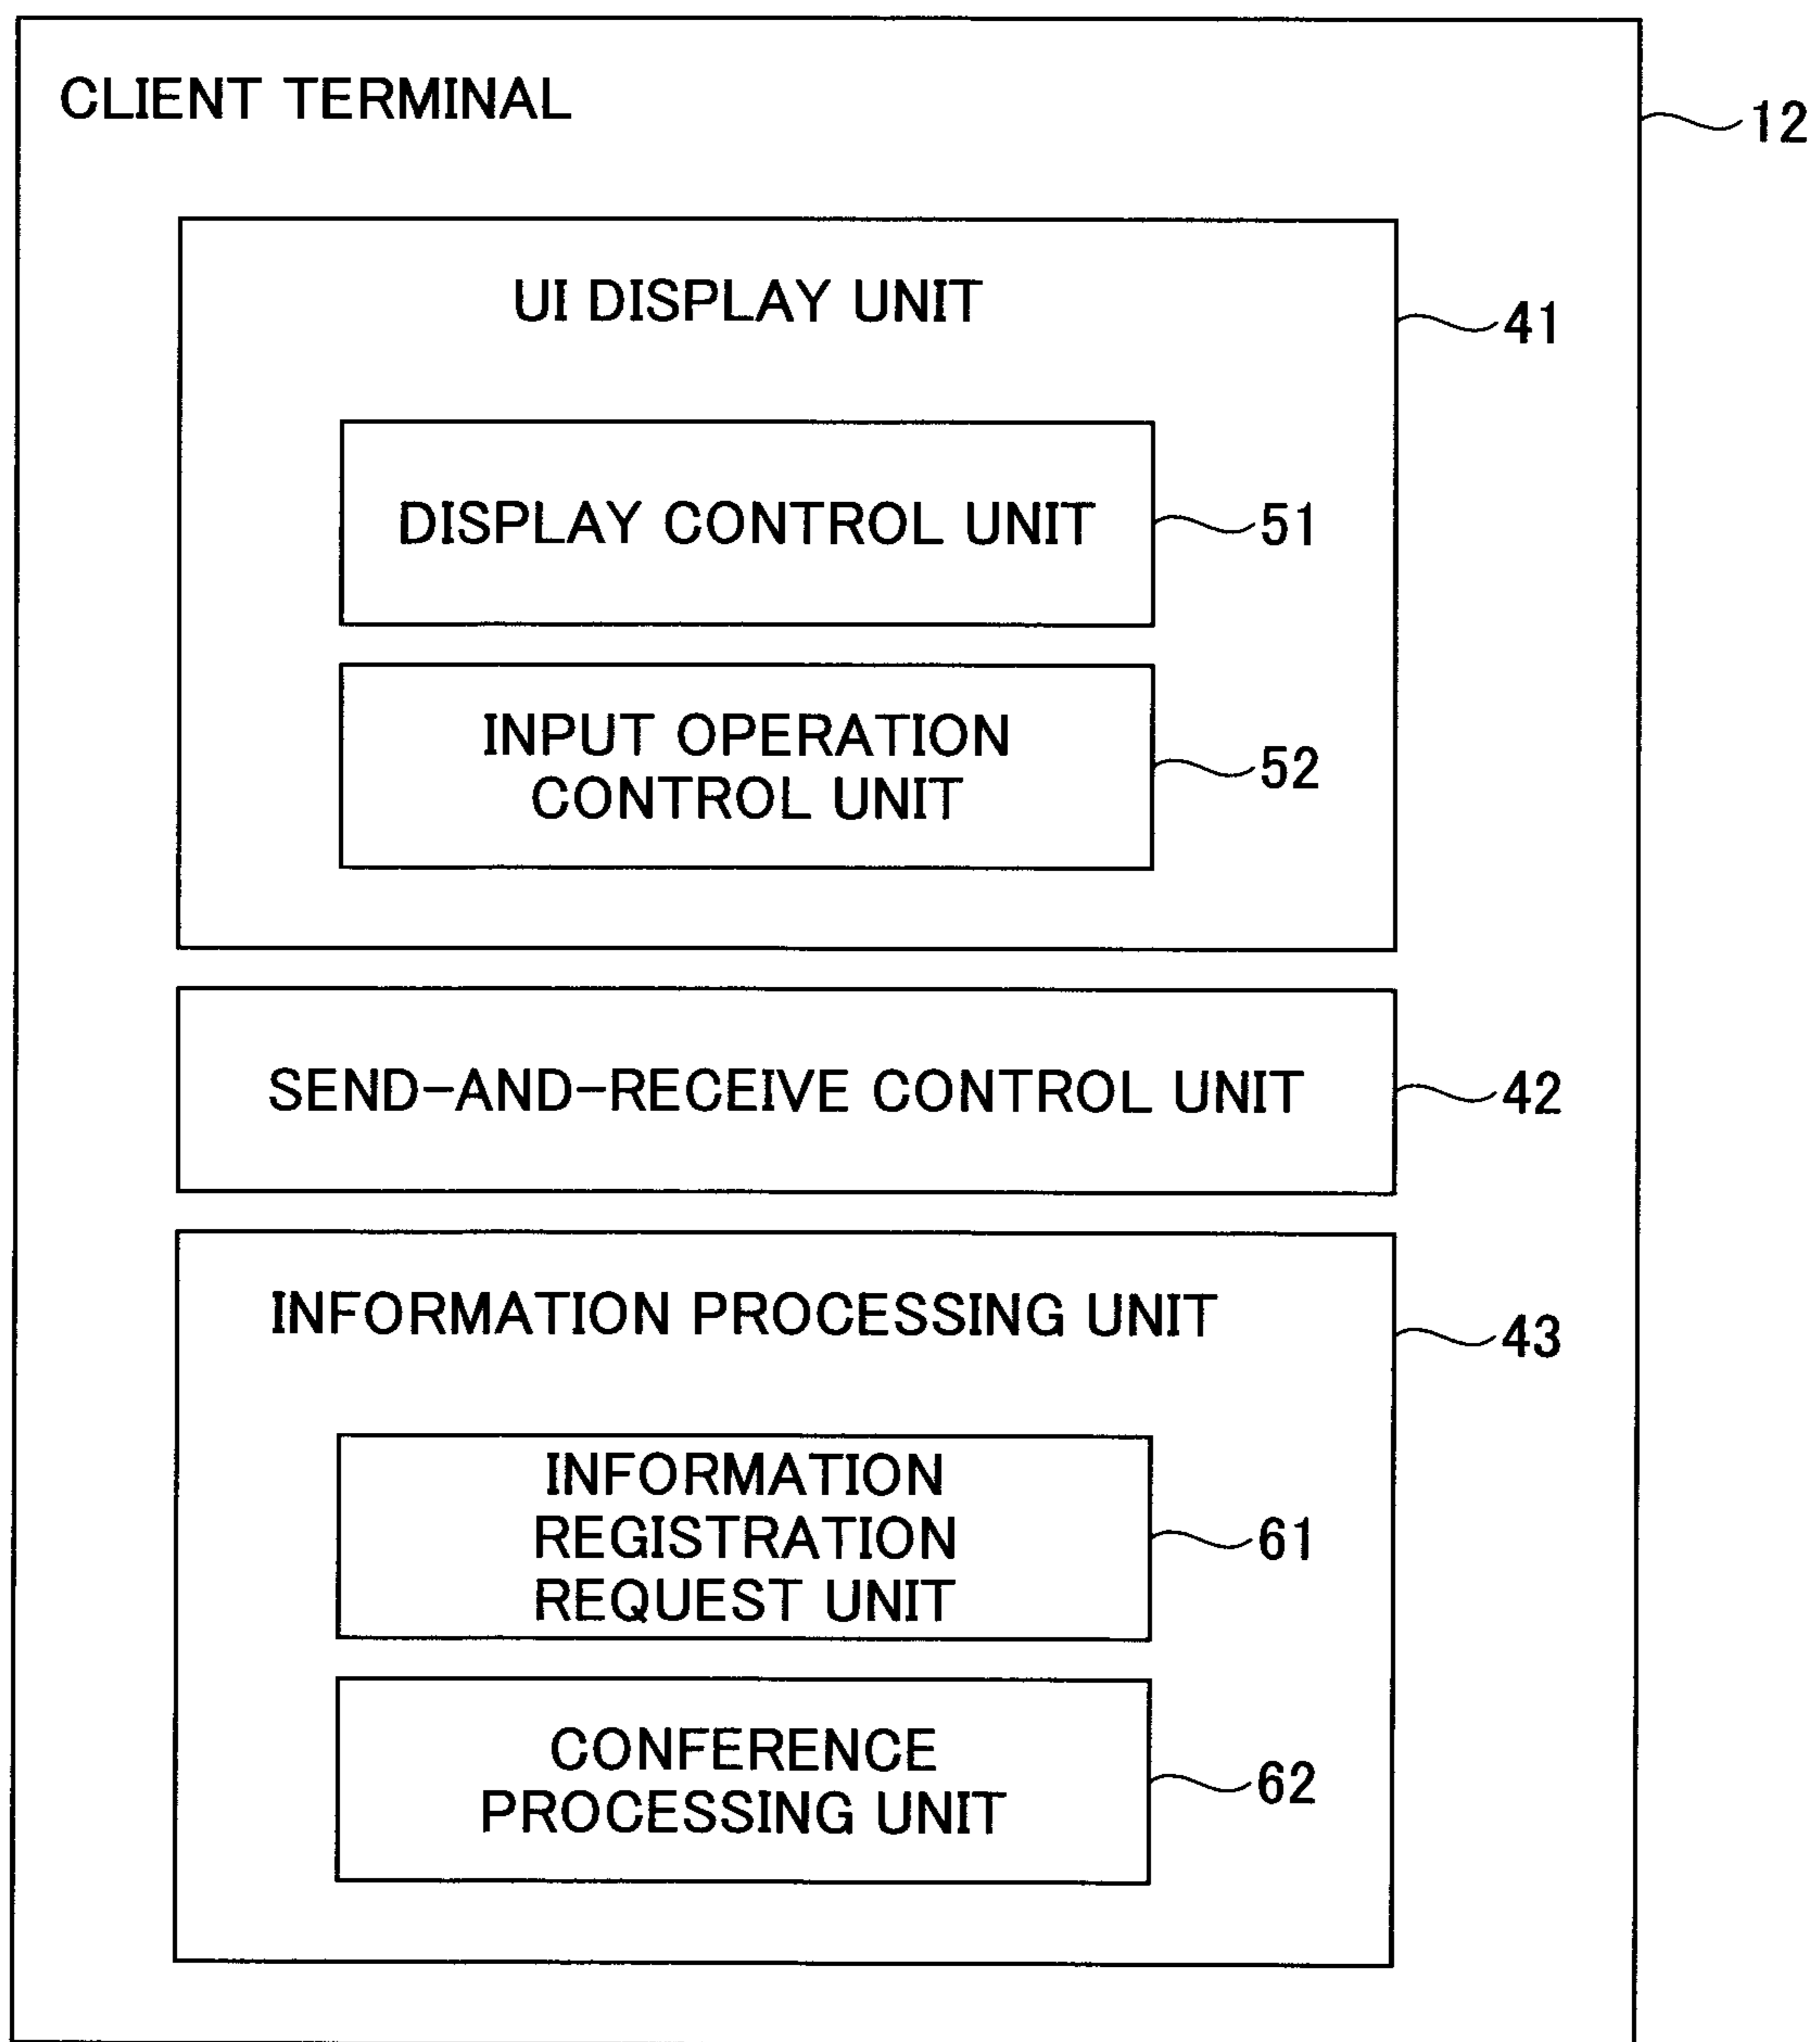 CLIENT TERMINAL
12
UI DISPLAY UNIT
41
DISPLAY CONTROL UNIT
51
INPUT OPERATION
CONTROL UNIT
52
SEND-AND-RECEIVE CONTROL UNIT
42
INFORMATION PROCESSING UNIT
43
INFORMATION
REGISTRATION
REQUEST UNIT
61
CONFERENCE
PROCESSING UNIT
62